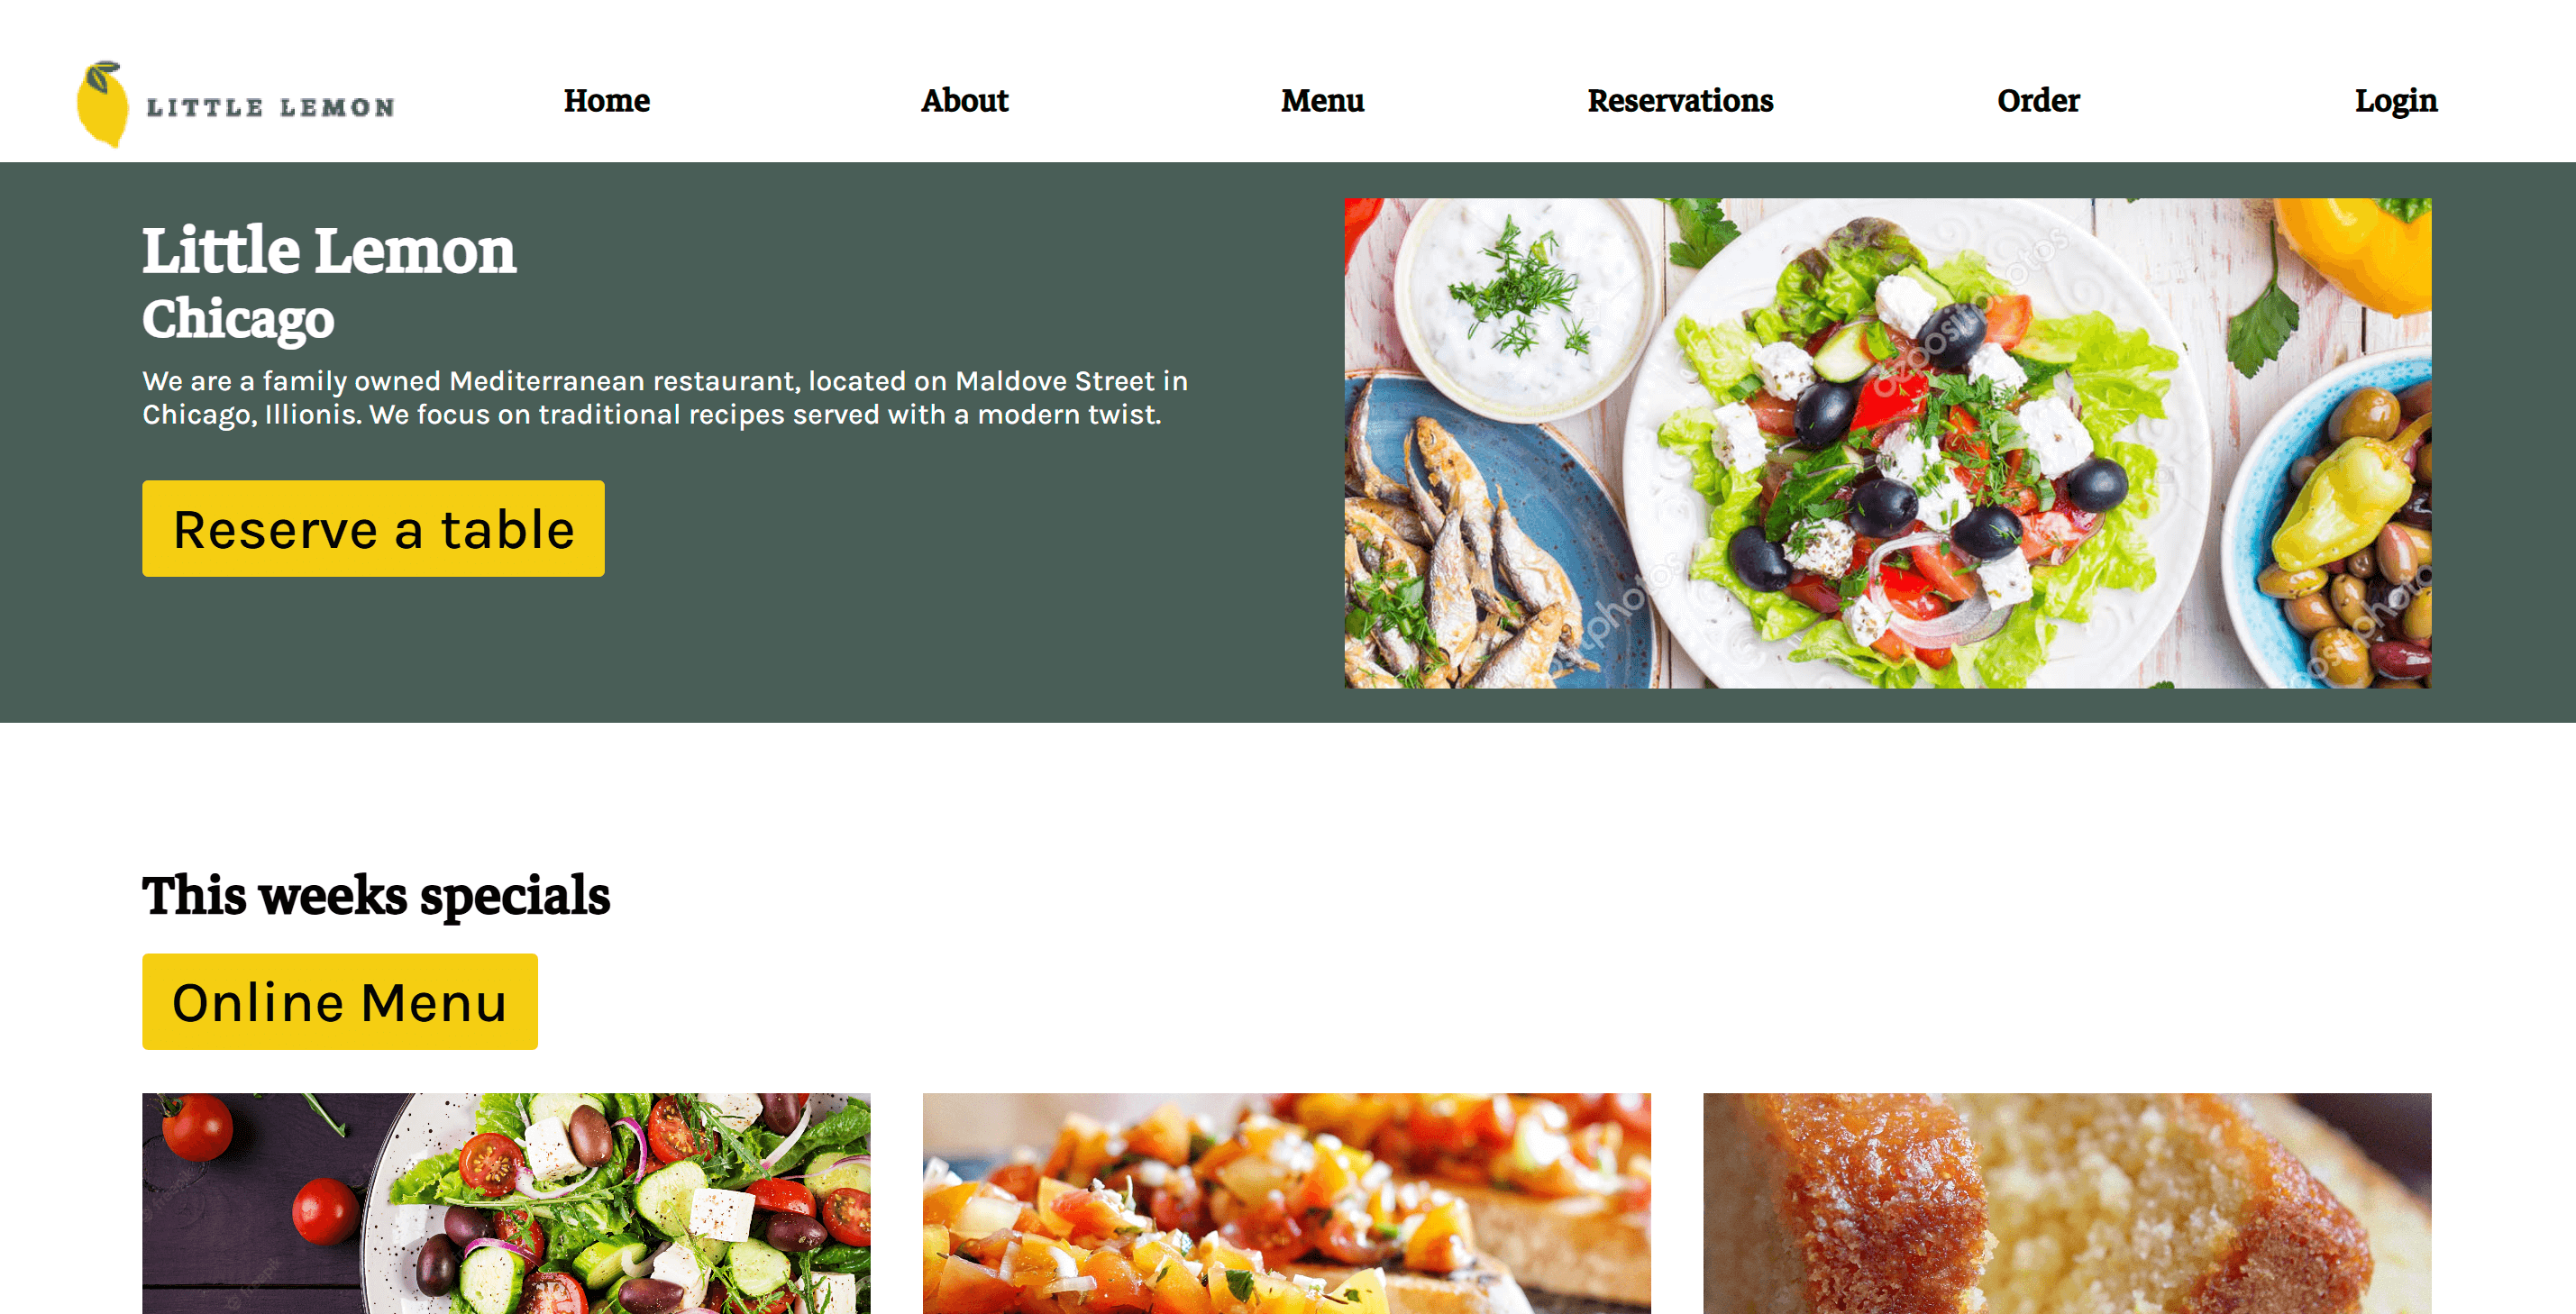 LITTLE LEMON
Home
About
Menu
Reservations
Order
Login
Little Lemon
Chicago
We are a family owned Mediterranean restaurant, located on Maldove Street in
Chicago, Illionis. We focus on traditional recipes served with a modern twist.
Reserve a table
depositphotos
This weeks specials
Online Menu